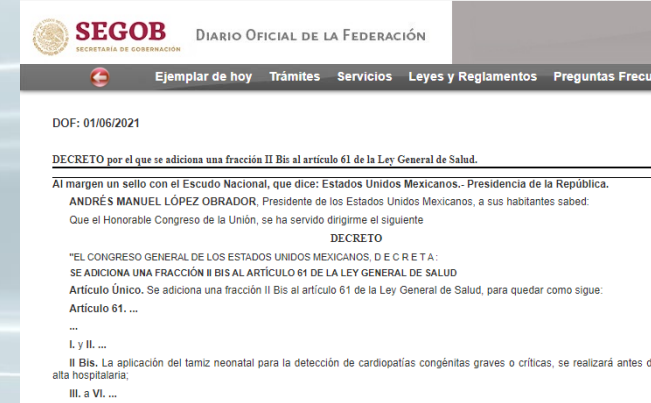 SEGOB
SECRETARÍA DE GOBERNACIÓN
DIARIO OFICIAL DE LA FEDERACIÓN
Ejemplar de hoy Trámites Servicios Leyes y Reglamentos Preguntas Frecu
DOF: 01/06/2021
DECRETO por el que se adiciona una fracción II Bis al artículo 61 de la Ley General de Salud.
Al margen un sello con el Escudo Nacional, que dice: Estados Unidos Mexicanos.- Presidencia de la República.
ANDRÉS MANUEL LÓPEZ OBRADOR, Presidente de los Estados Unidos Mexicanos, a sus habitantes sabed:
Que el Honorable Congreso de la Unión, se ha servido dirigirme el siguiente
DECRETO
"EL CONGRESO GENERAL DE LOS ESTADOS UNIDOS MEXICANOS, D E C R E T A :
SE ADICIONA UNA FRACCIÓN II BIS AL ARTÍCULO 61 DE LA LEY GENERAL DE SALUD
Artículo Único. Se adiciona una fracción II Bis al artículo 61 de la Ley General de Salud, para quedar como sigue:
Artículo 61. ...
...
I. y II. ...
II Bis. La aplicación del tamiz neonatal para la detección de cardiopatías congénitas graves o críticas, se realizará antes d
alta hospitalaria;
III. a VI. ...